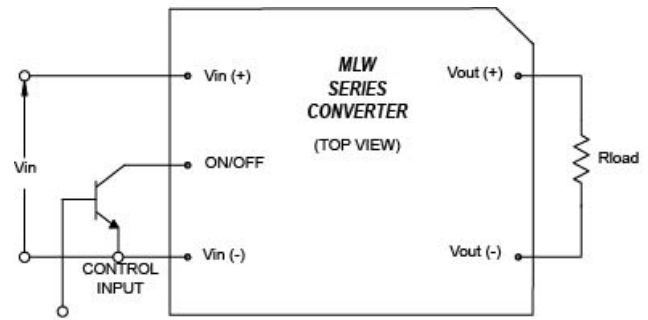 MLW
SERIES
CONVERTER
(TOP VIEW)
Vin (+)
Vout (+)
ON/OFF
Vin
Rload
Vin (-)
Vout (-)
CONTROL
INPUT